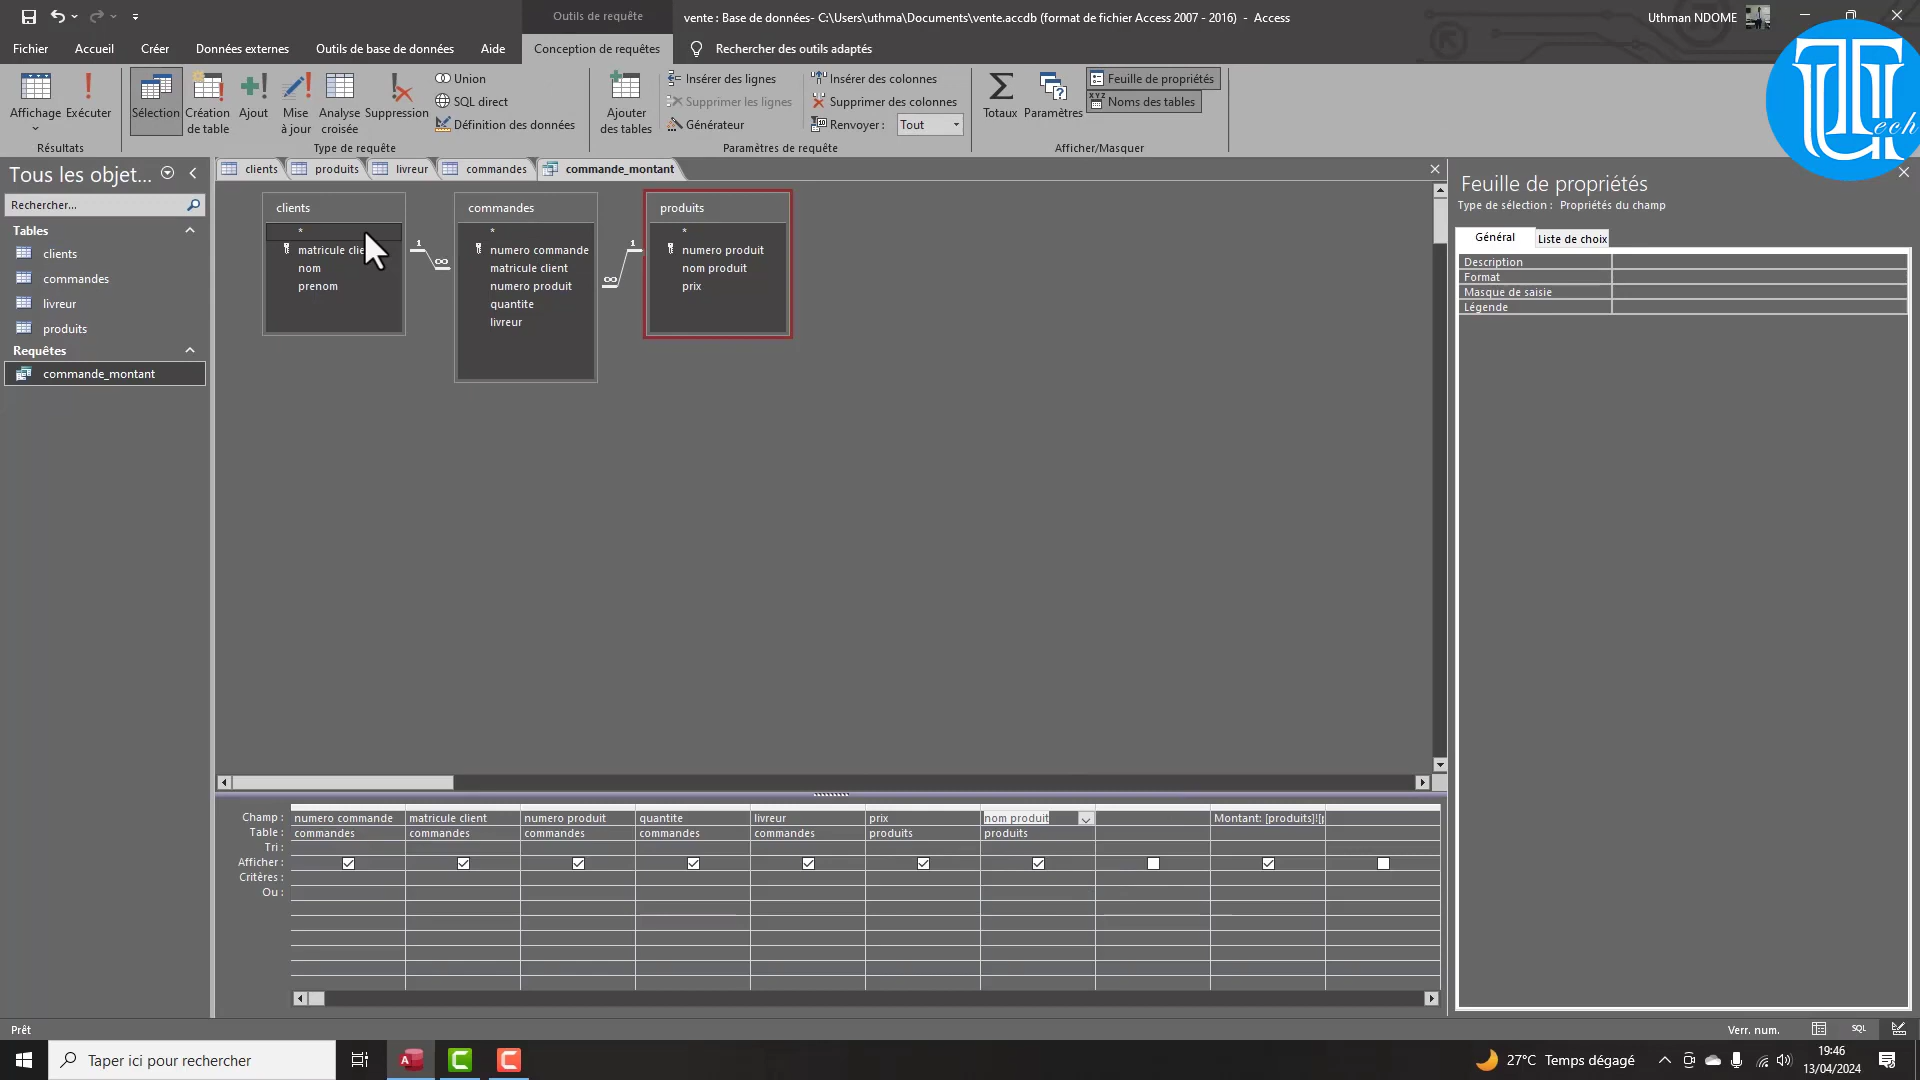 Outils de requête
vente : Base de données- C:\Users\uthma\Documents\vente.accdb (format de fichier Access 2007 - 2016) - Access
Uthman NDOME
Fichier
Accueil
Créer
Données externes
Outils de base de données
Aide
Conception de requêtes
Rechercher des outils adaptés
Affichage
Exécuter
Résultats
Sélection
Création
de table
Ajout
Mise
à jour
Analyse
croisée
Suppression
Union
SQL direct
Définition des données
Type de requête
Ajouter
des tables
Insérer des lignes
Supprimer les lignes
Générateur
Insérer des colonnes
Supprimer des colonnes
Renvoyer :
Tout
Paramètres de requête
Totaux
Paramètres
Feuille de propriétés
Noms des tables
Afficher/Masquer
ech
Tous les objet...
Rechercher...
Tables
clients
commandes
livreur
produits
Requêtes
commande_montant
clients
produits
livreur
commandes
commande_montant
clients
*
matricule clie
nom
prenom
1
∞
commandes
*
numero commande
matricule client
numero produit
quantite
livreur
1
∞
produits
*
numero produit
nom produit
prix
Feuille de propriétés
Type de sélection : Propriétés du champ
Général
Liste de choix
Description
Format
Masque de saisie
Légende
Champ : numero commande matricule client numero produit quantite livreur prix nom produit Montant: [produits]![p
Table : commandes commandes commandes commandes commandes produits produits
Tri :
Afficher :
Critères :
Ou :
Prêt
Verr. num.
SQL
Taper ici pour rechercher
27°C Temps dégagé
19:46
13/04/2024